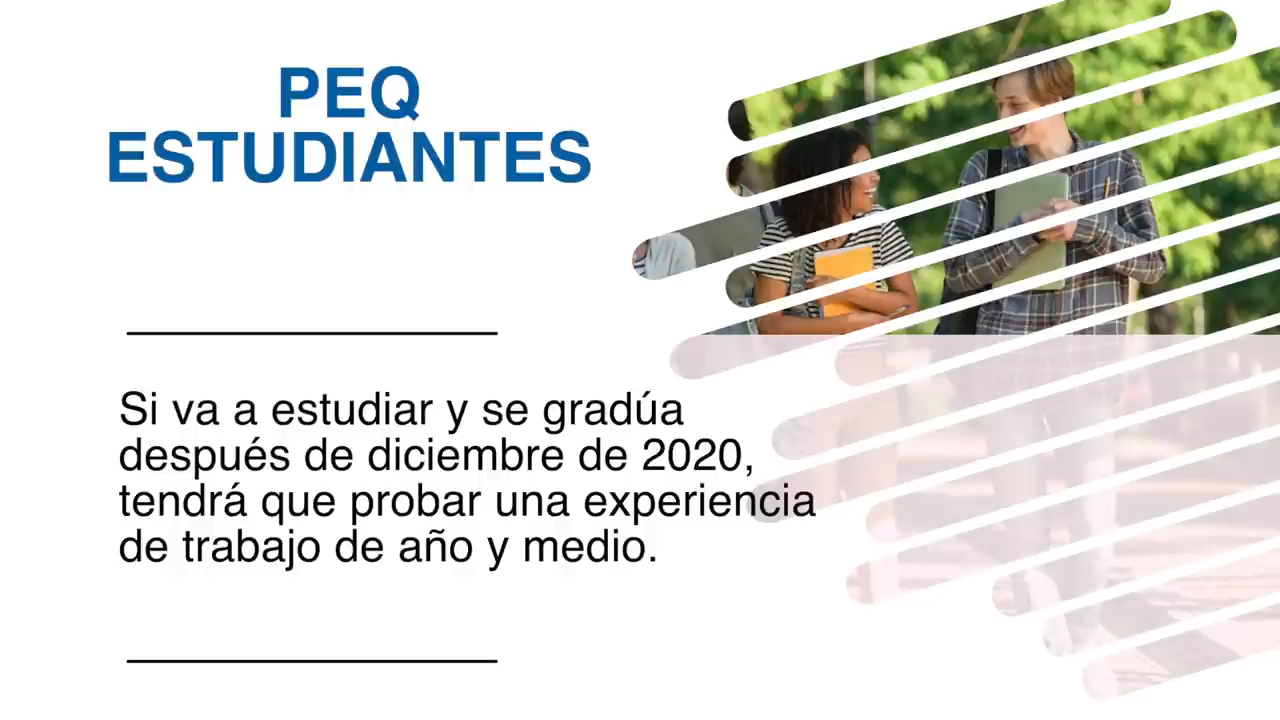 PEQ
ESTUDIANTES
Si va a estudiar y se gradúa
después de diciembre de 2020,
tendrá que probar una experiencia
de trabajo de año y medio.